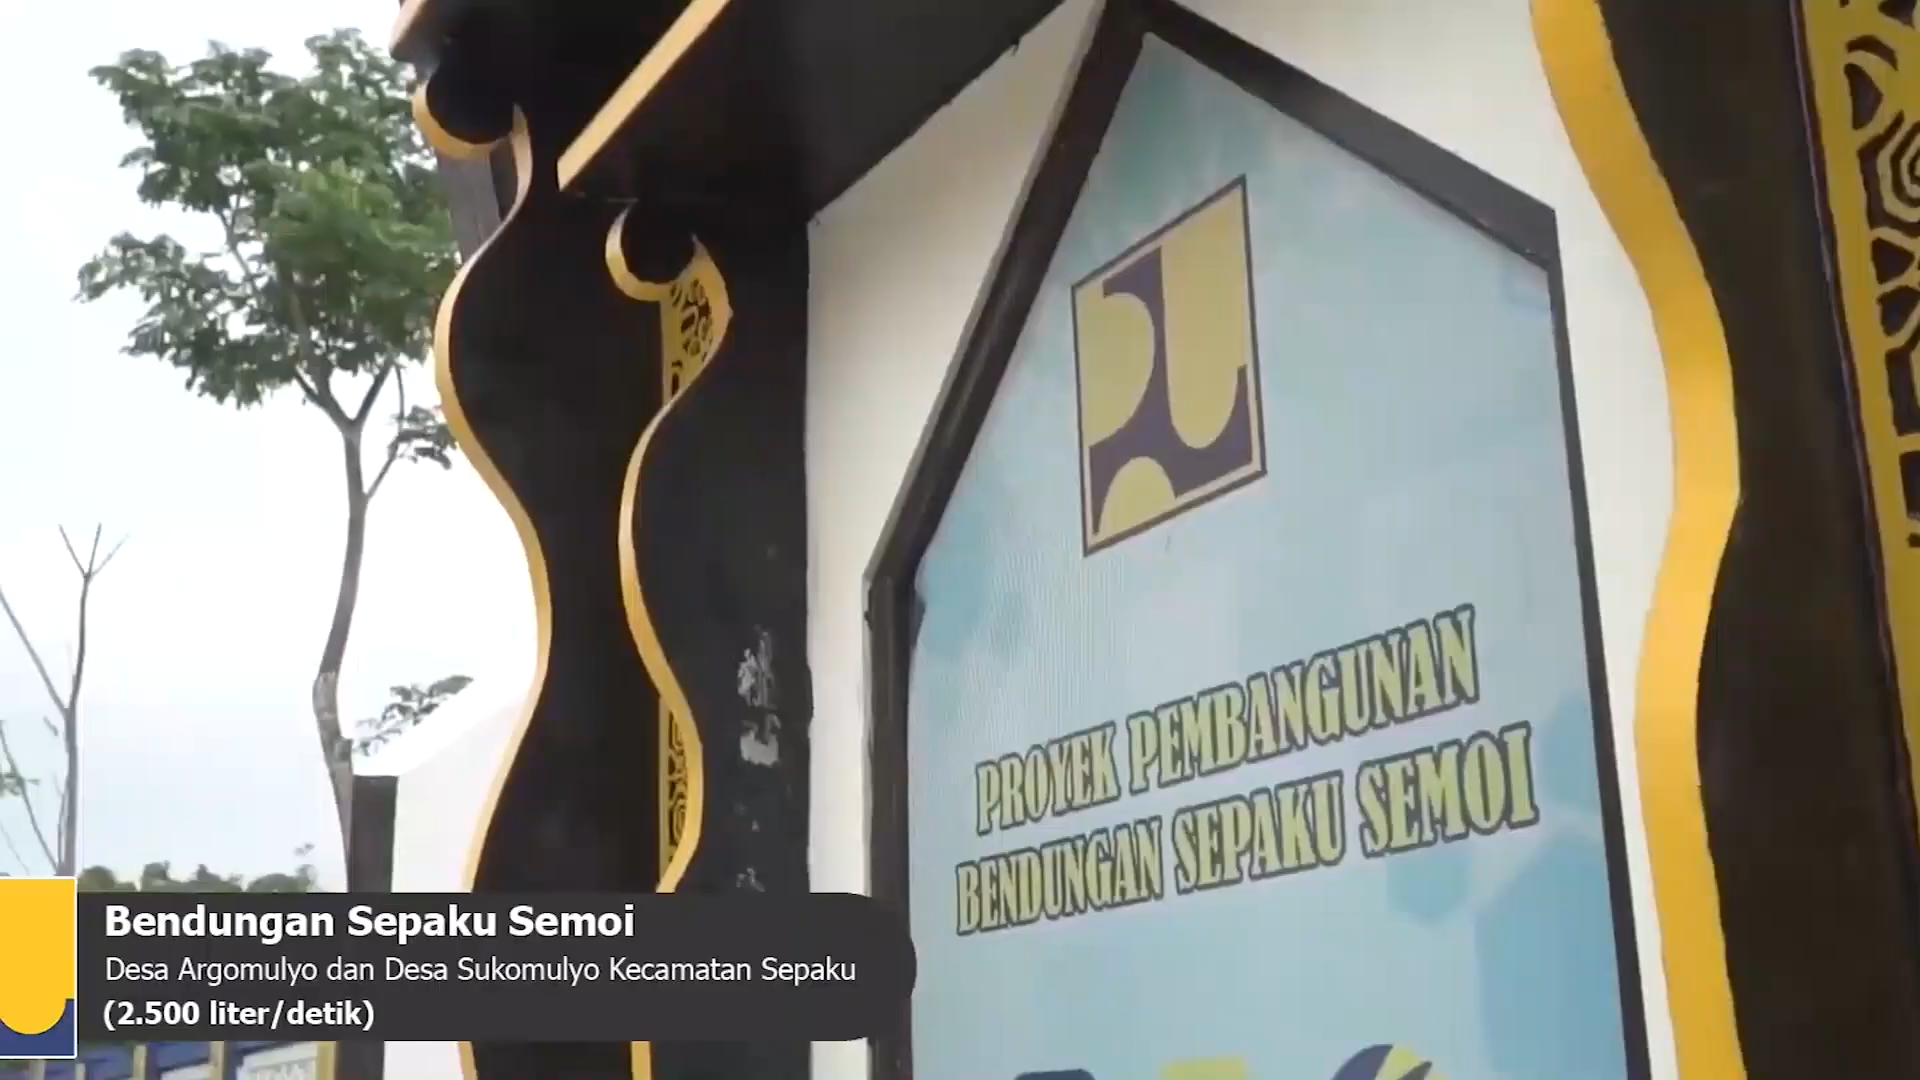 PROYEK PEMBANGUNAN
BENDUNGAN SEPAKU SEMOI
Bendungan Sepaku Semoi
Desa Argomulyo dan Desa Sukomulyo Kecamatan Sepaku
(2.500 liter/detik)